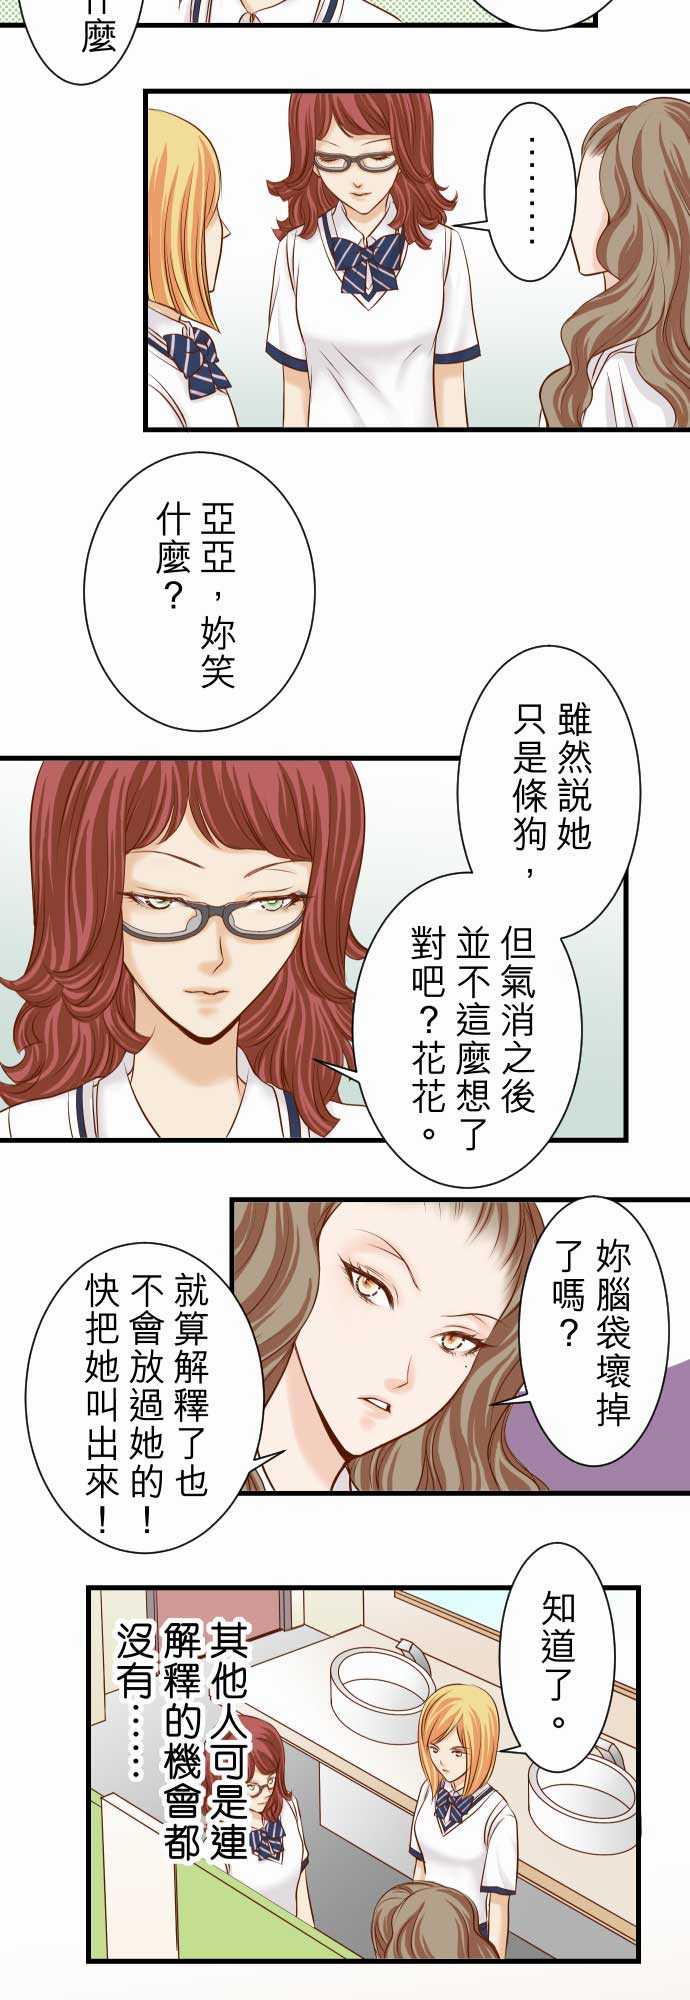 什麼
………
亞亞，妳笑
什麼？
雖然說她
只是條狗，
但氣消之後
並不這麼想了
對吧？花花。
妳腦袋壞掉
了嗎？
就算解釋了也
不會放過她的！
快把她叫出來！
知道了。
其他人可是連
解釋的機會都
沒有……